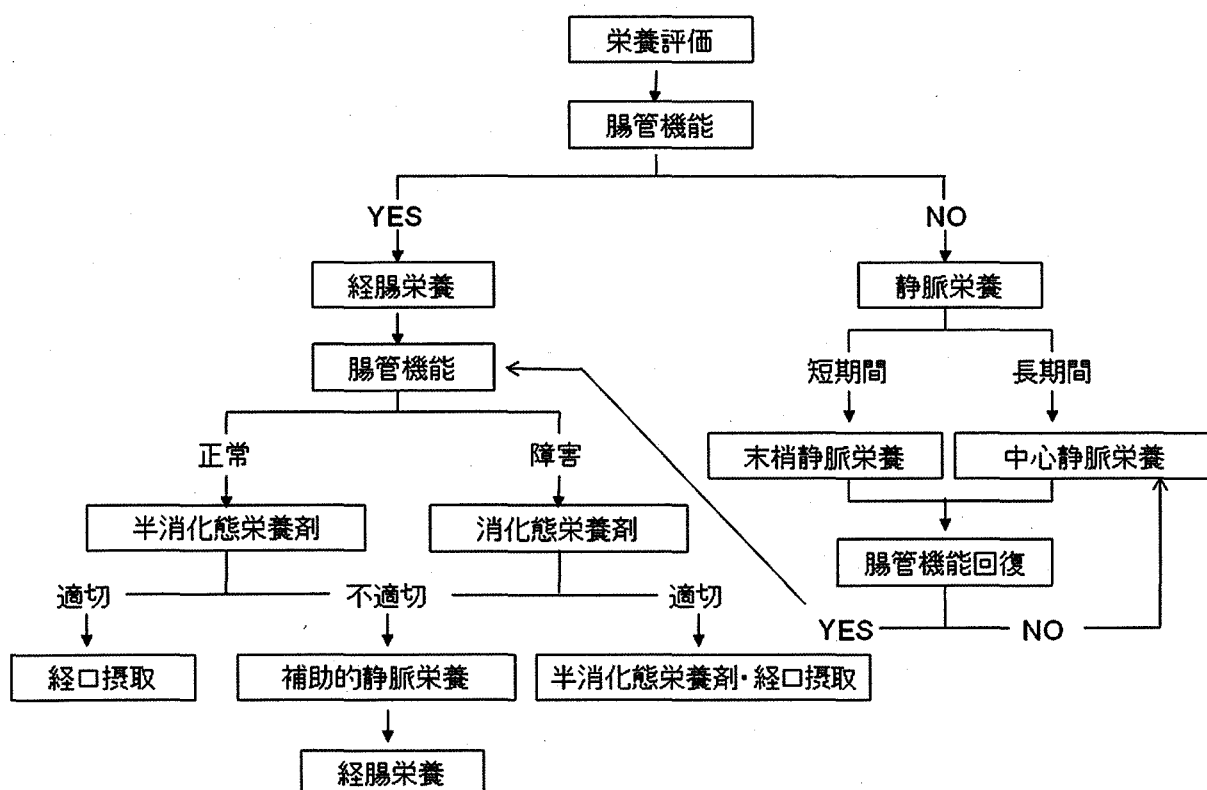 栄養評価
腸管機能
YES
NO
経腸栄養
静脈栄養
腸管機能
短期間
長期間
正常
障害
末梢静脈栄養
中心静脈栄養
半消化態栄養剤
消化態栄養剤
腸管機能回復
適切
不適切
適切
YES
NO
経口摂取
補助的静脈栄養
半消化態栄養剤・経口摂取
経腸栄養